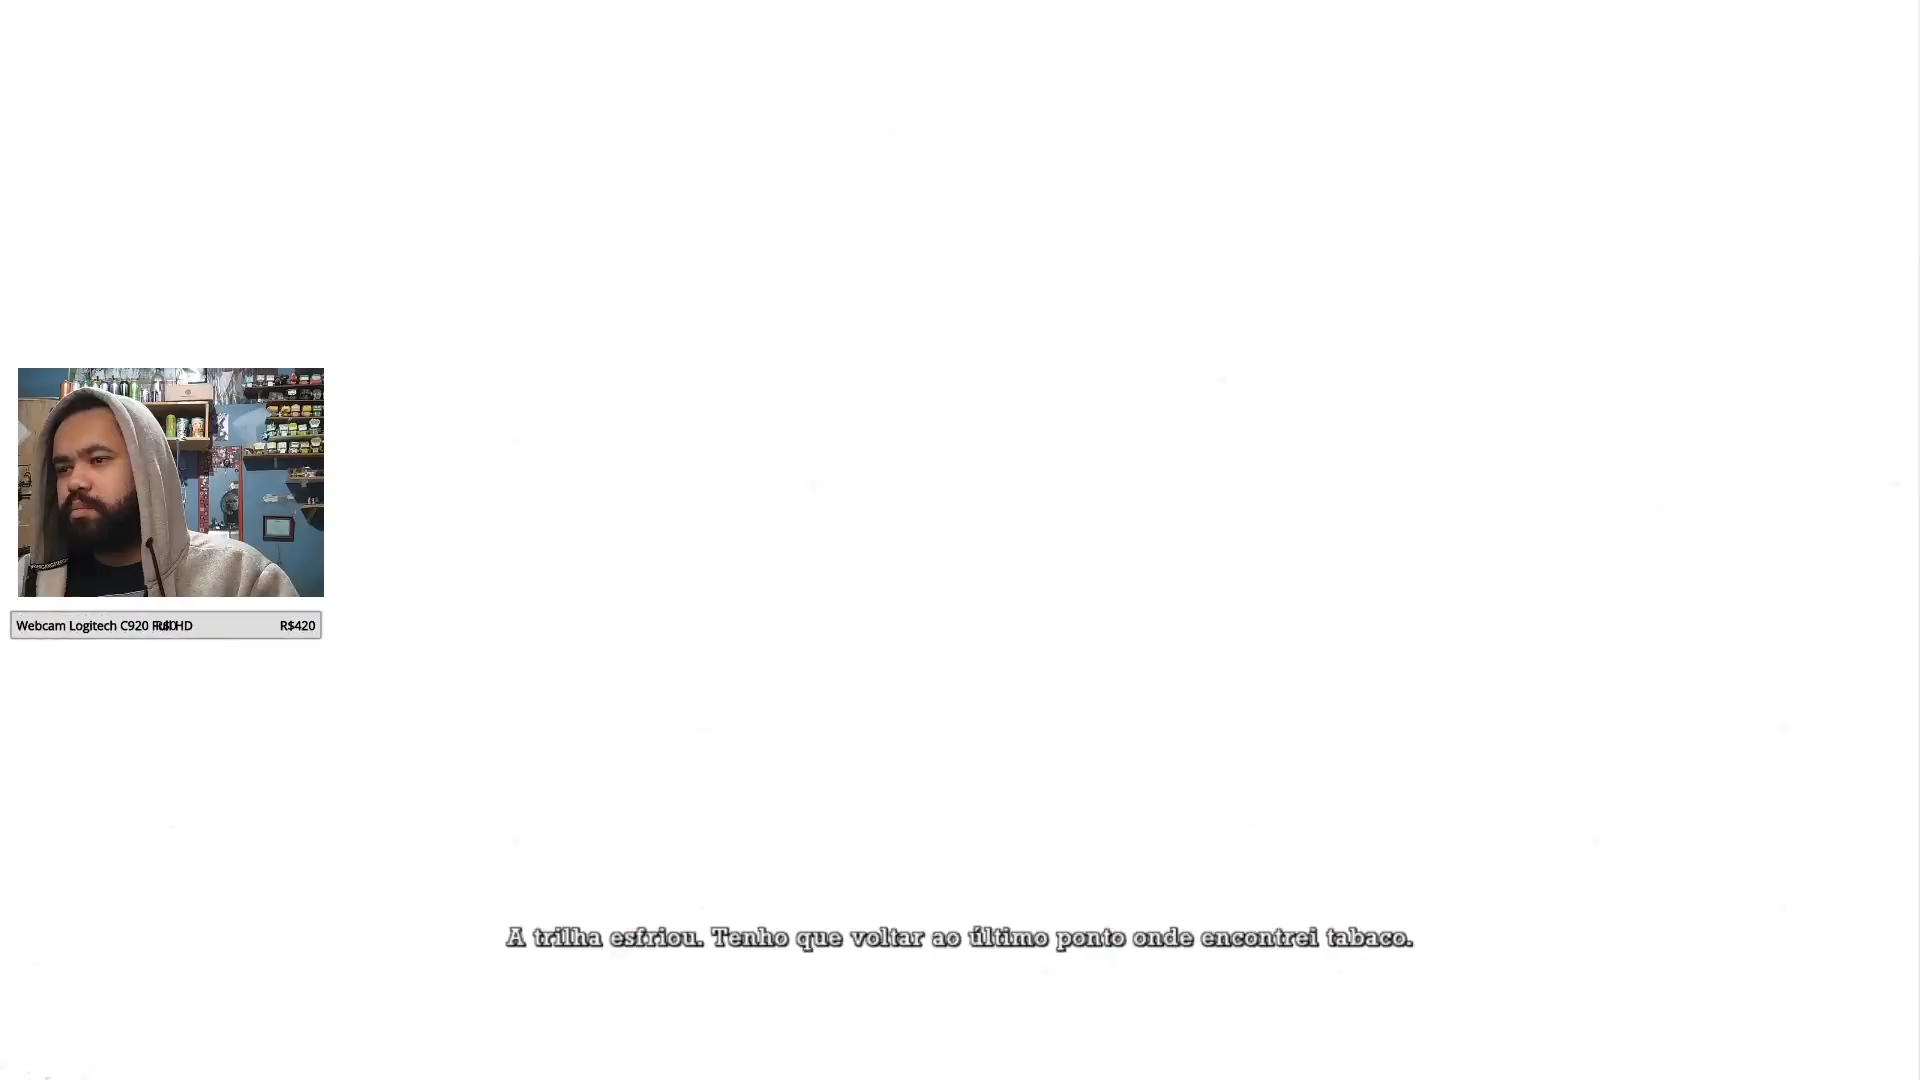 Webcam Logitech C920 Full HD R$420
A trilha esfriou. Tenho que voltar ao último ponto onde encontrei tabaco.